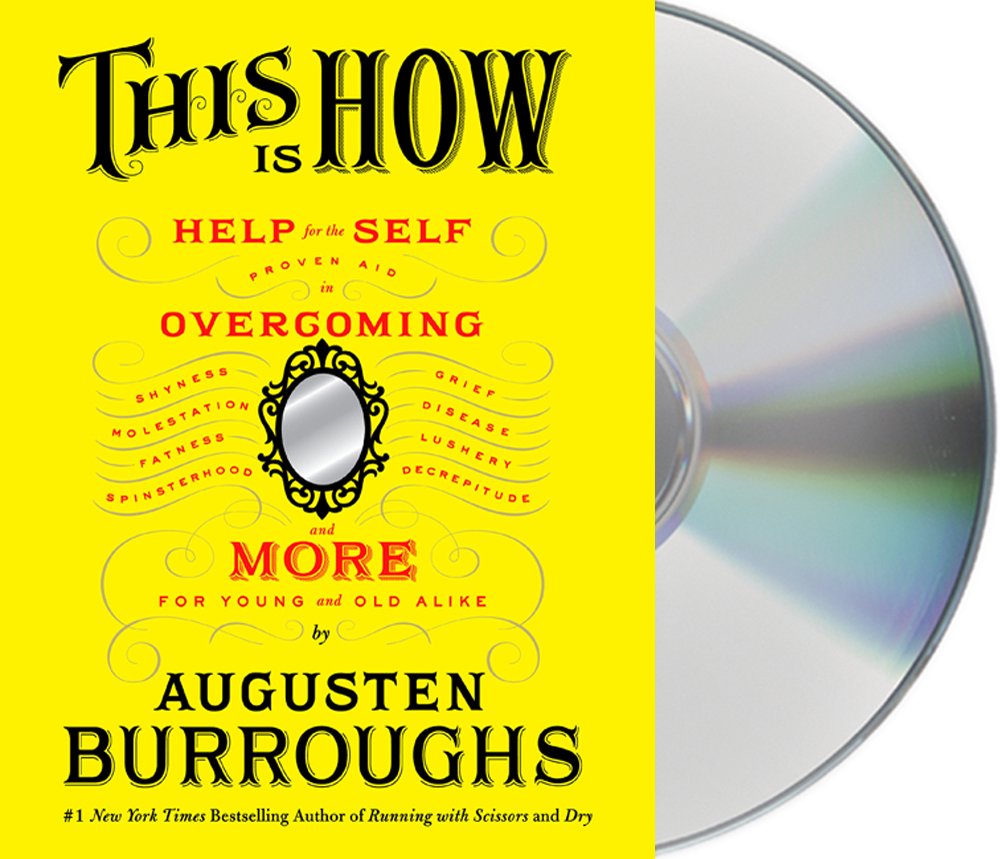 THIS IS HOW
HELP for the SELF
PROVEN AID
in
OVERCOMING
SHYNESS
MOLESTATION
FATNESS
SPINSTERHOOD
GRIEF
DISEASE
LUSHERY
DECREPITUDE
and
MORE
FOR YOUNG and OLD ALIKE
by
AUGUSTEN
BURROUGHS
#1 New York Times Bestselling Author of Running with Scissors and Dry